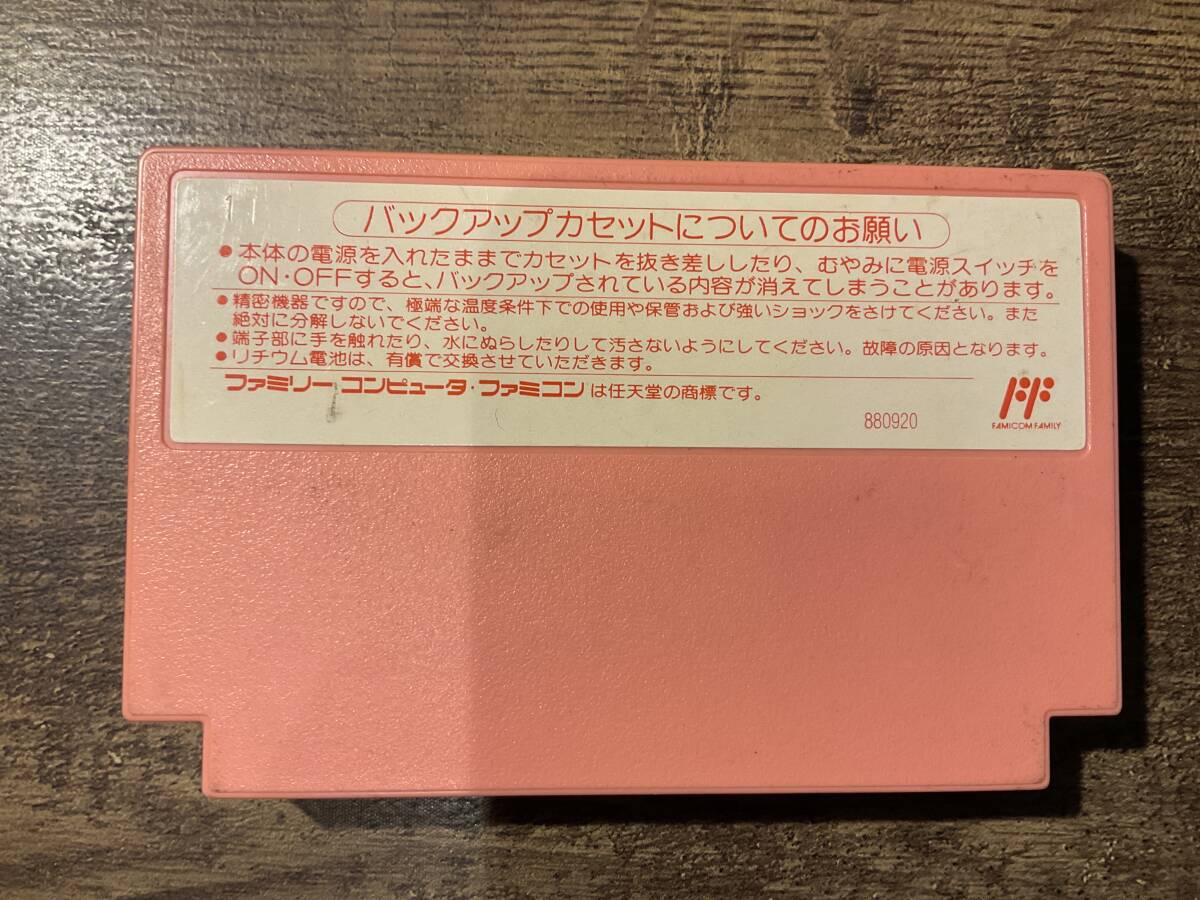 1
バックアップカセットについてのお願い
●本体の電源を入れたままでカセットを抜き差ししたり、むやみに電源スイッチを
ON・OFFすると、バックアップされている内容が消えてしまうことがあります。
●精密機器ですので、極端な温度条件下での使用や保管および強いショックをさけてください。また
絶対に分解しないでください。
●端子部に手を触れたり、水にぬらしたりして汚さないようにしてください。故障の原因となります。
●リチウム電池は、有償で交換させていただきます。
ファミリーコンピュータ・ファミコンは任天堂の商標です。
880920
FAMICOM FAMILY